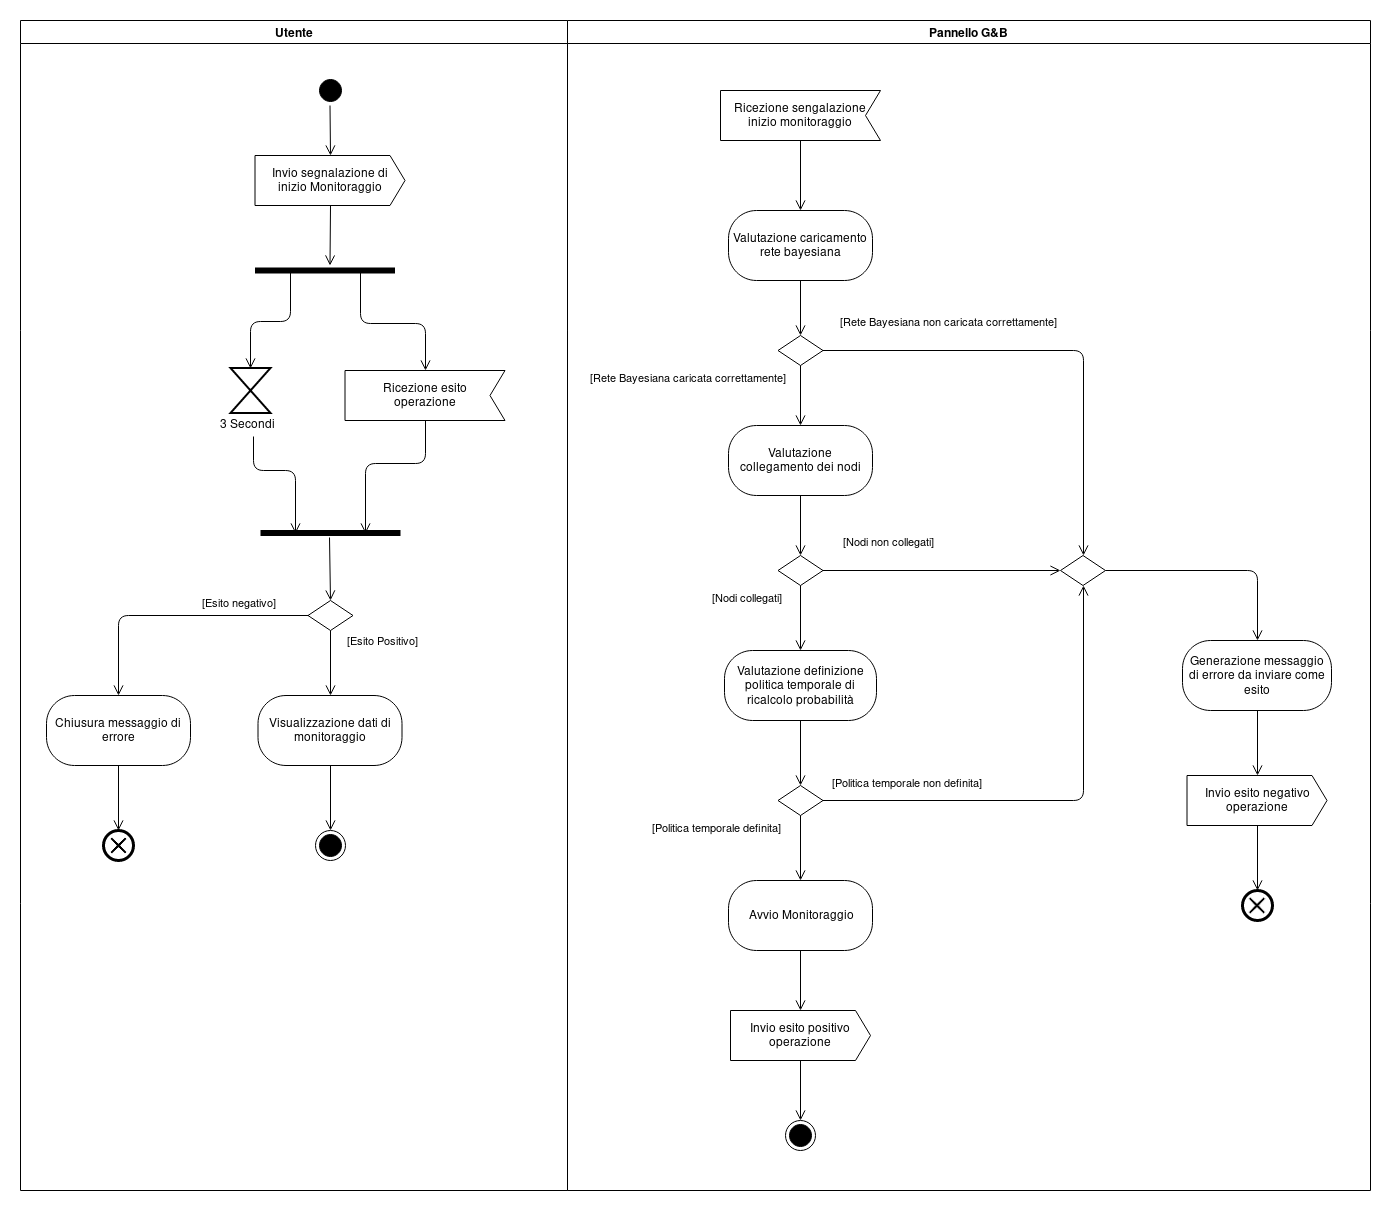 Utente
Pannello G&B
Invio segnalazione di
inizio Monitoraggio
3 Secondi
Ricezione esito
operazione
[Esito negativo]
[Esito Positivo]
Chiusura messaggio di
errore
Visualizzazione dati di
monitoraggio
Ricezione sengalazione
inizio monitoraggio
Valutazione caricamento
rete bayesiana
[Rete Bayesiana non caricata correttamente]
[Rete Bayesiana caricata correttamente]
Valutazione
collegamento dei nodi
[Nodi non collegati]
[Nodi collegati]
Valutazione definizione
politica temporale di
ricalcolo probabilità
[Politica temporale non definita]
[Politica temporale definita]
Avvio Monitoraggio
Invio esito positivo
operazione
Generazione messaggio
di errore da inviare come
esito
Invio esito negativo
operazione